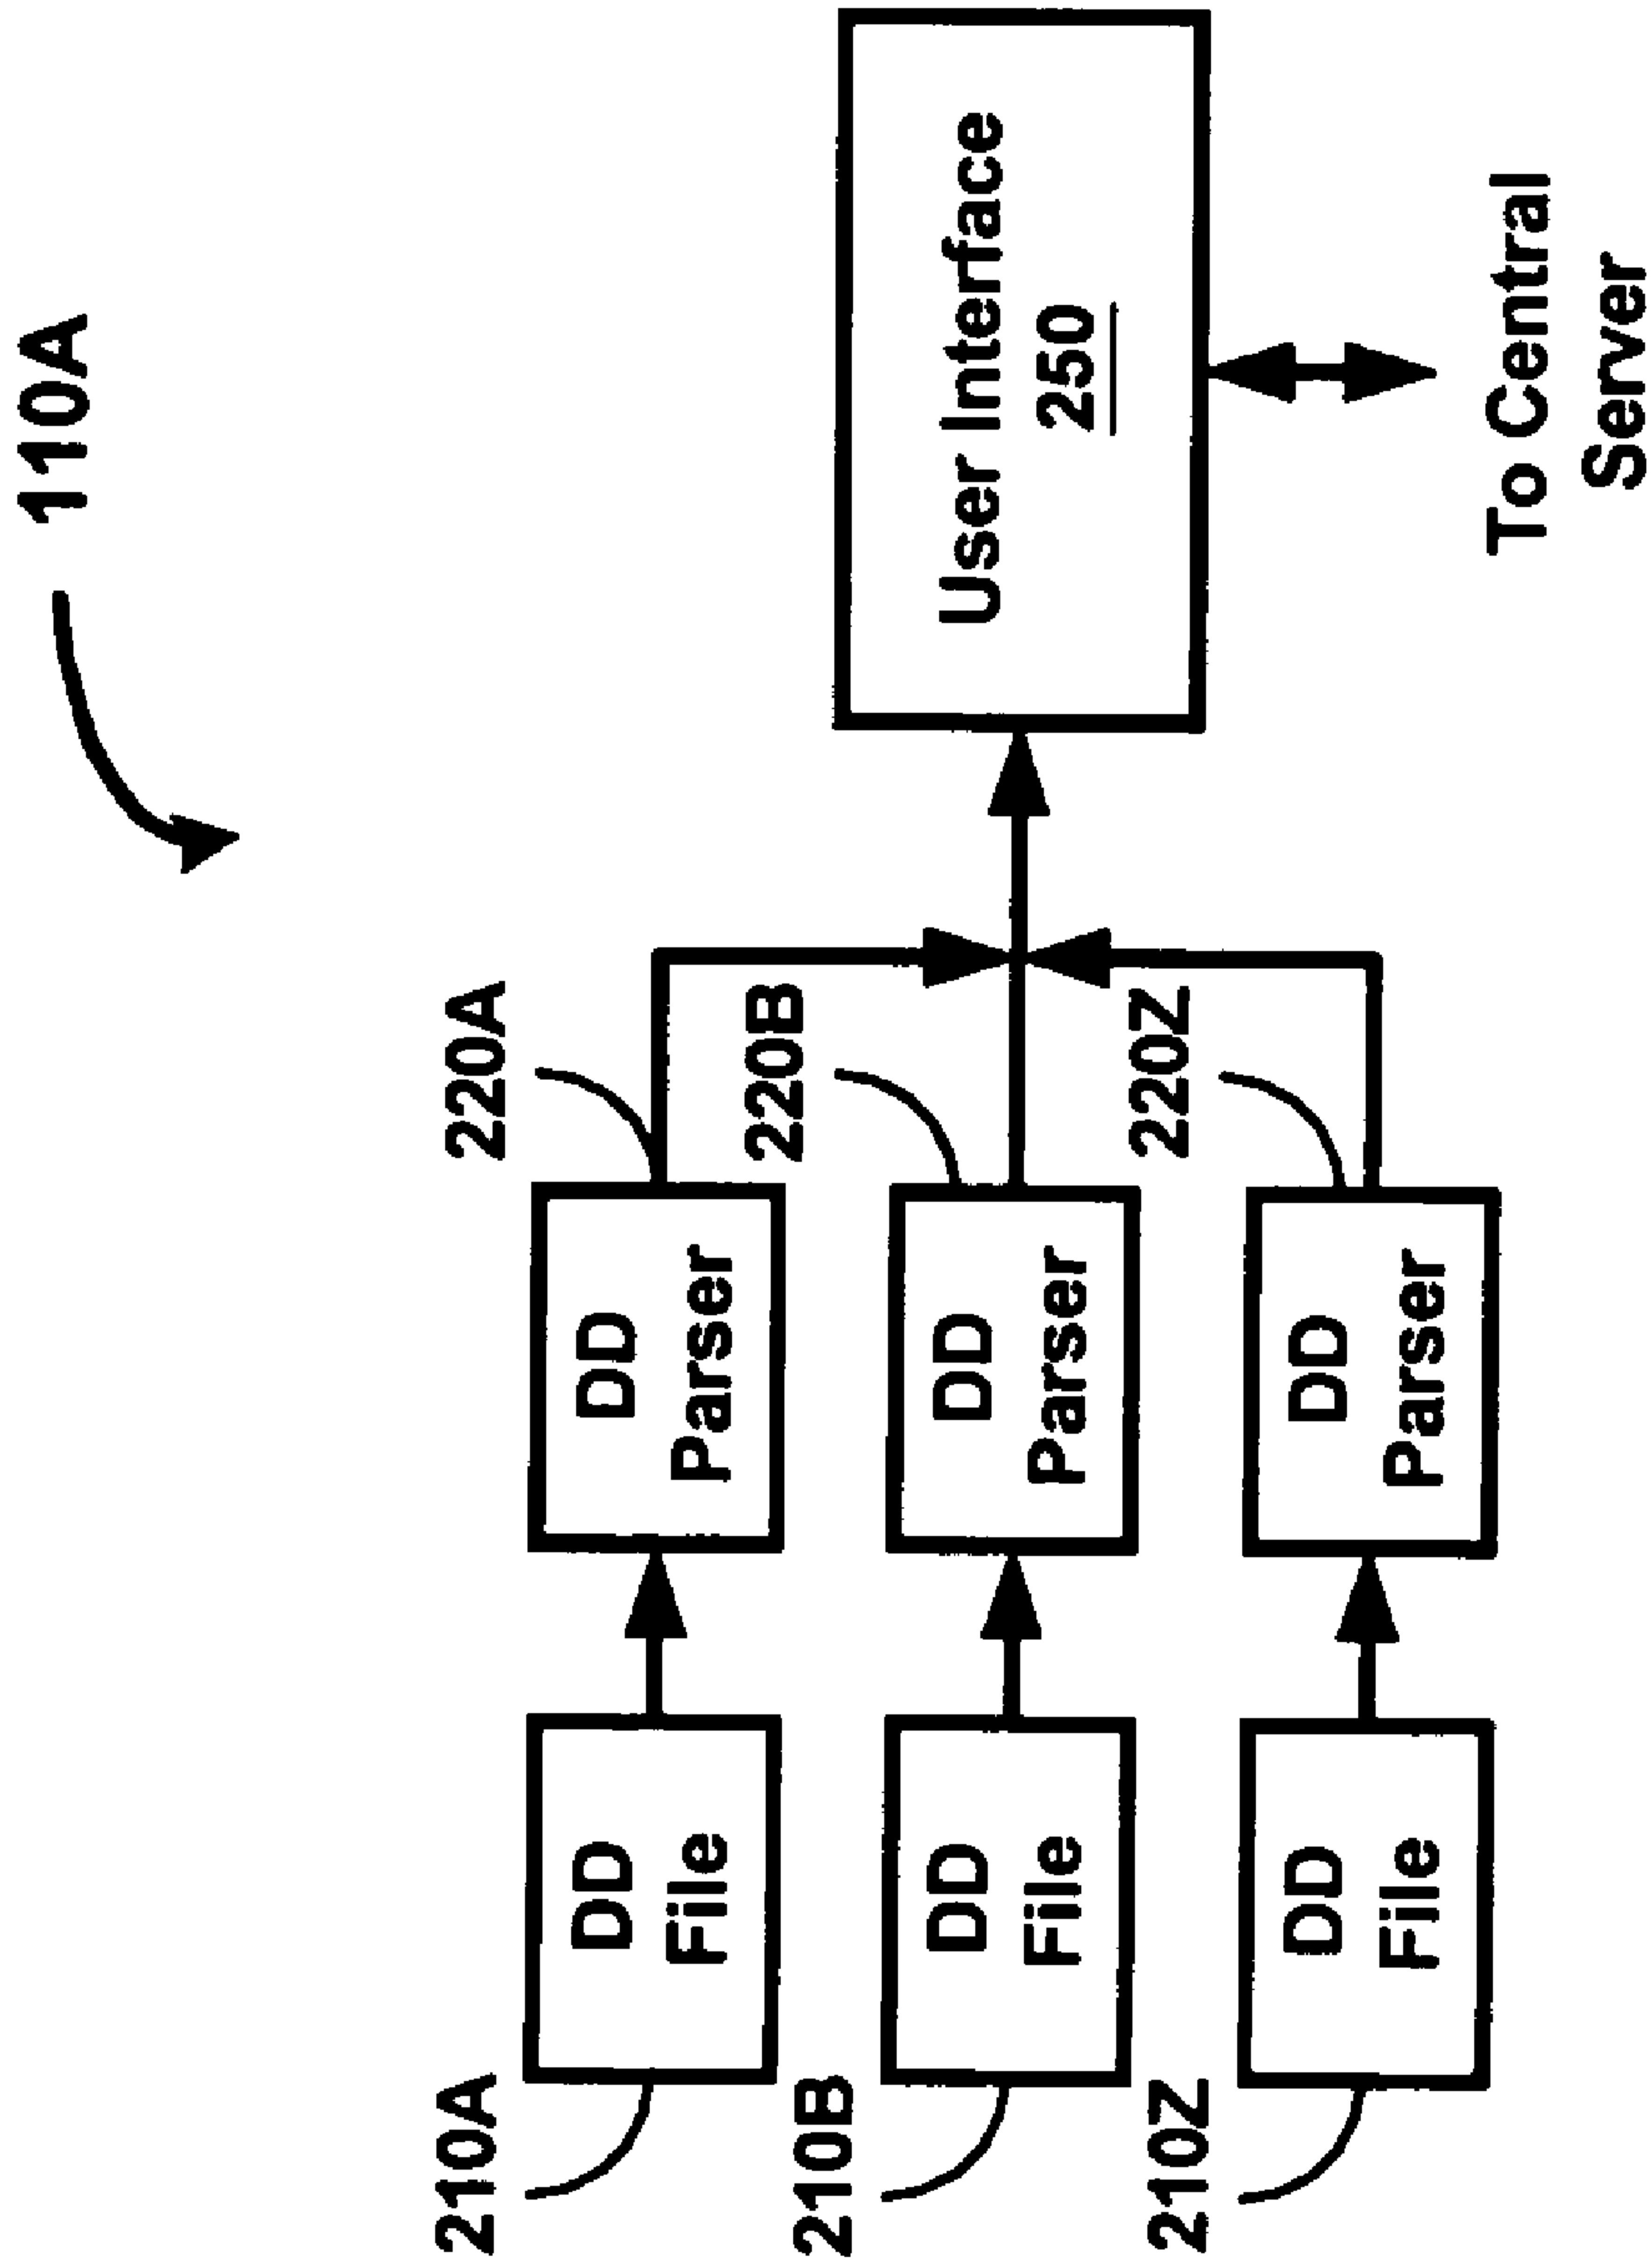 110A
210A
DD
File
220A
DD
Parser
210B
DD
File
220B
DD
Parser
210Z
DD
File
220Z
DD
Parser
User Interface
250
To Central
Server